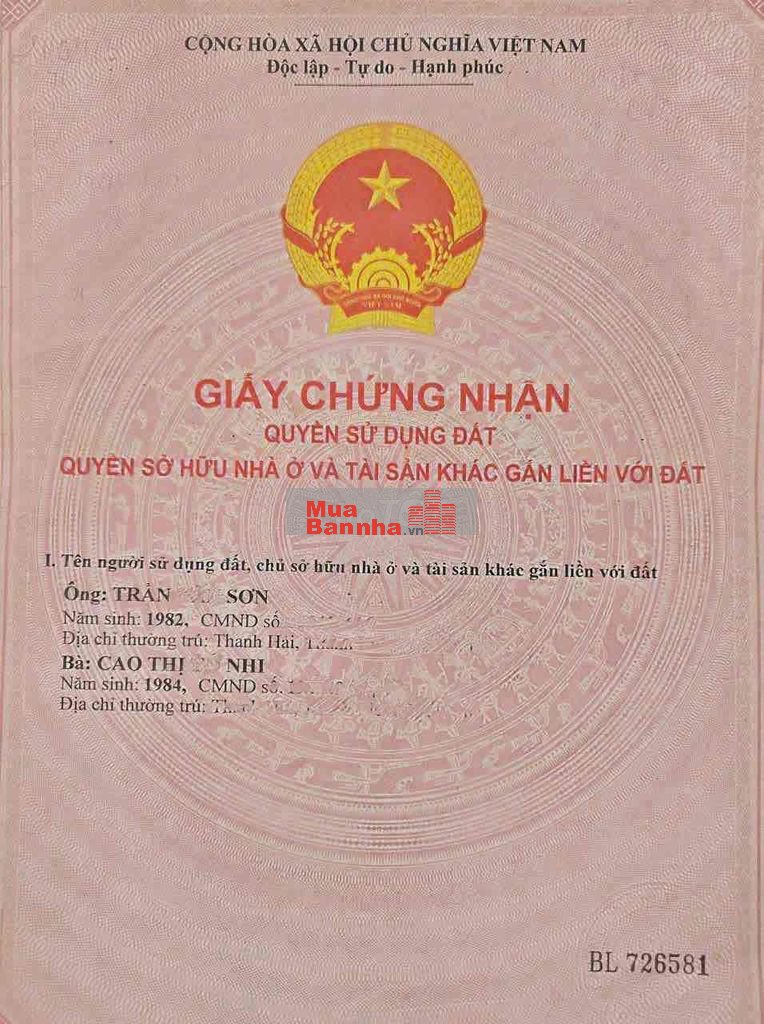 CỘNG HÒA XÃ HỘI CHỦ NGHĨA VIỆT NAM
Độc lập - Tự do - Hạnh phúc
VIỆT NAM
GIẤY CHỨNG NHẬN
QUYỀN SỬ DỤNG ĐẤT
QUYỀN SỞ HỮU NHÀ Ở VÀ TÀI SẢN KHÁC GẮN LIỀN VỚI ĐẤT
Mua
Bannha.vn
I. Tên người sử dụng đất, chủ sở hữu nhà ở và tài sản khác gắn liền với đất
Ông: TRẦN SƠN
Năm sinh: 1982, CMND số
Địa chỉ thường trú: Thanh Hải,
Bà: CAO THỊ NHI
Năm sinh: 1984, CMND số,
Địa chỉ thường trú:
BL 726581